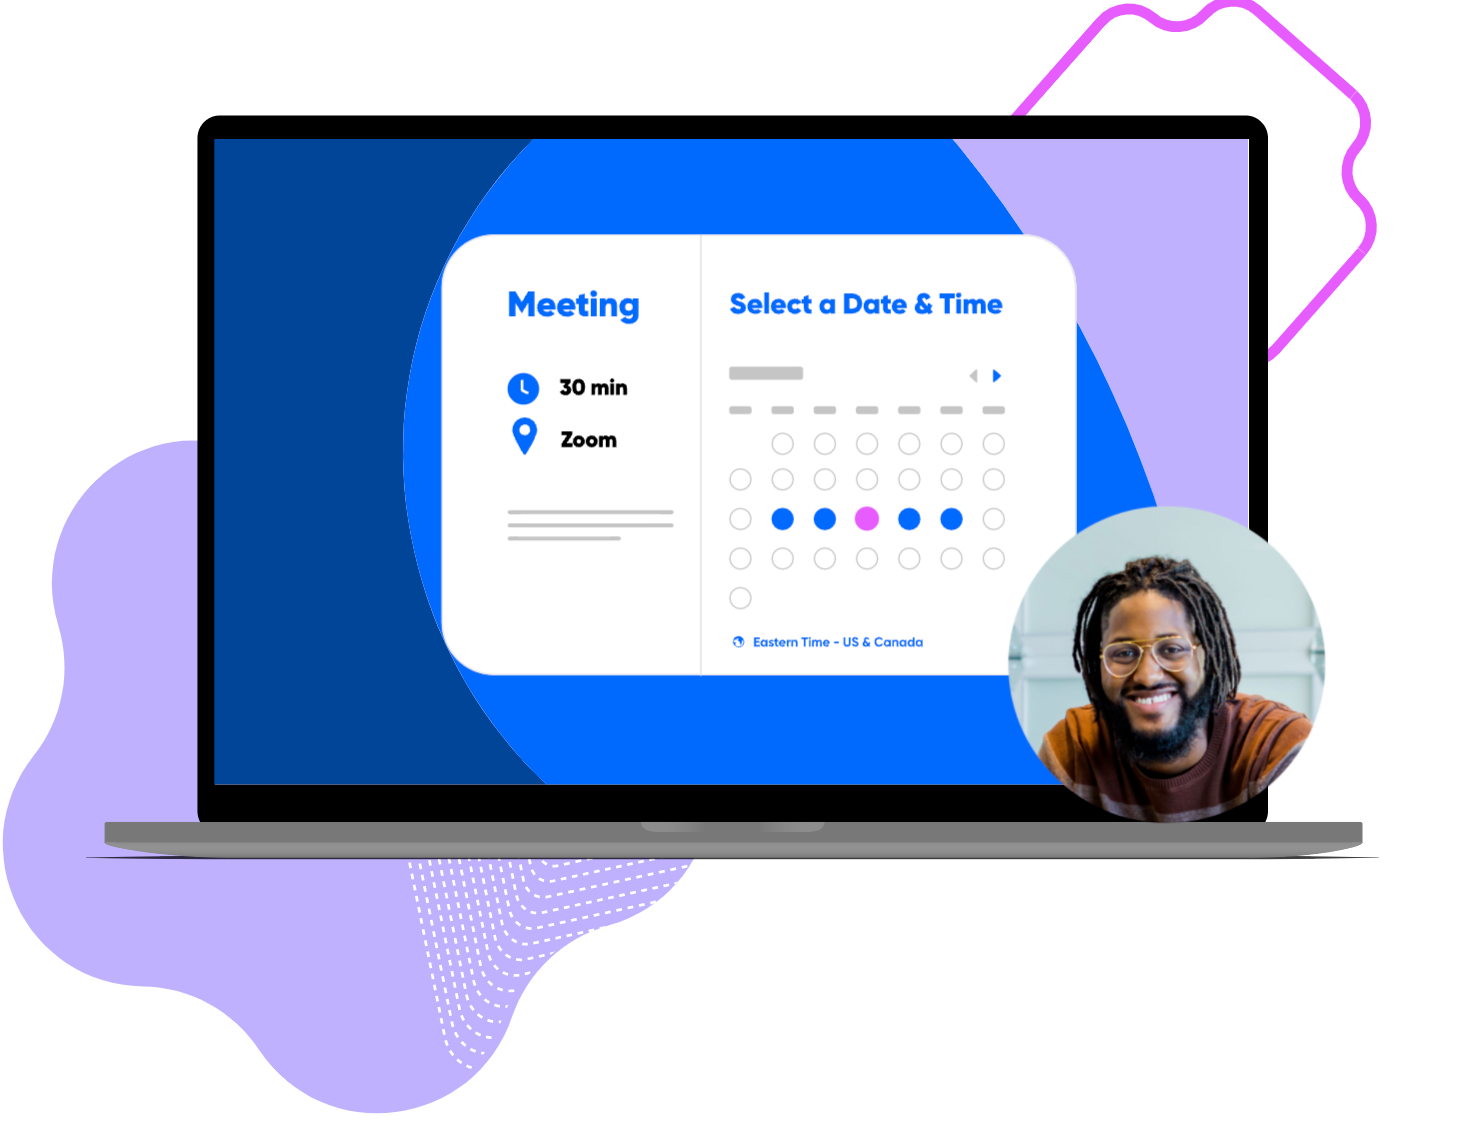 Meeting
30 min
Zoom
Select a Date & Time
Eastern Time - US & Canada